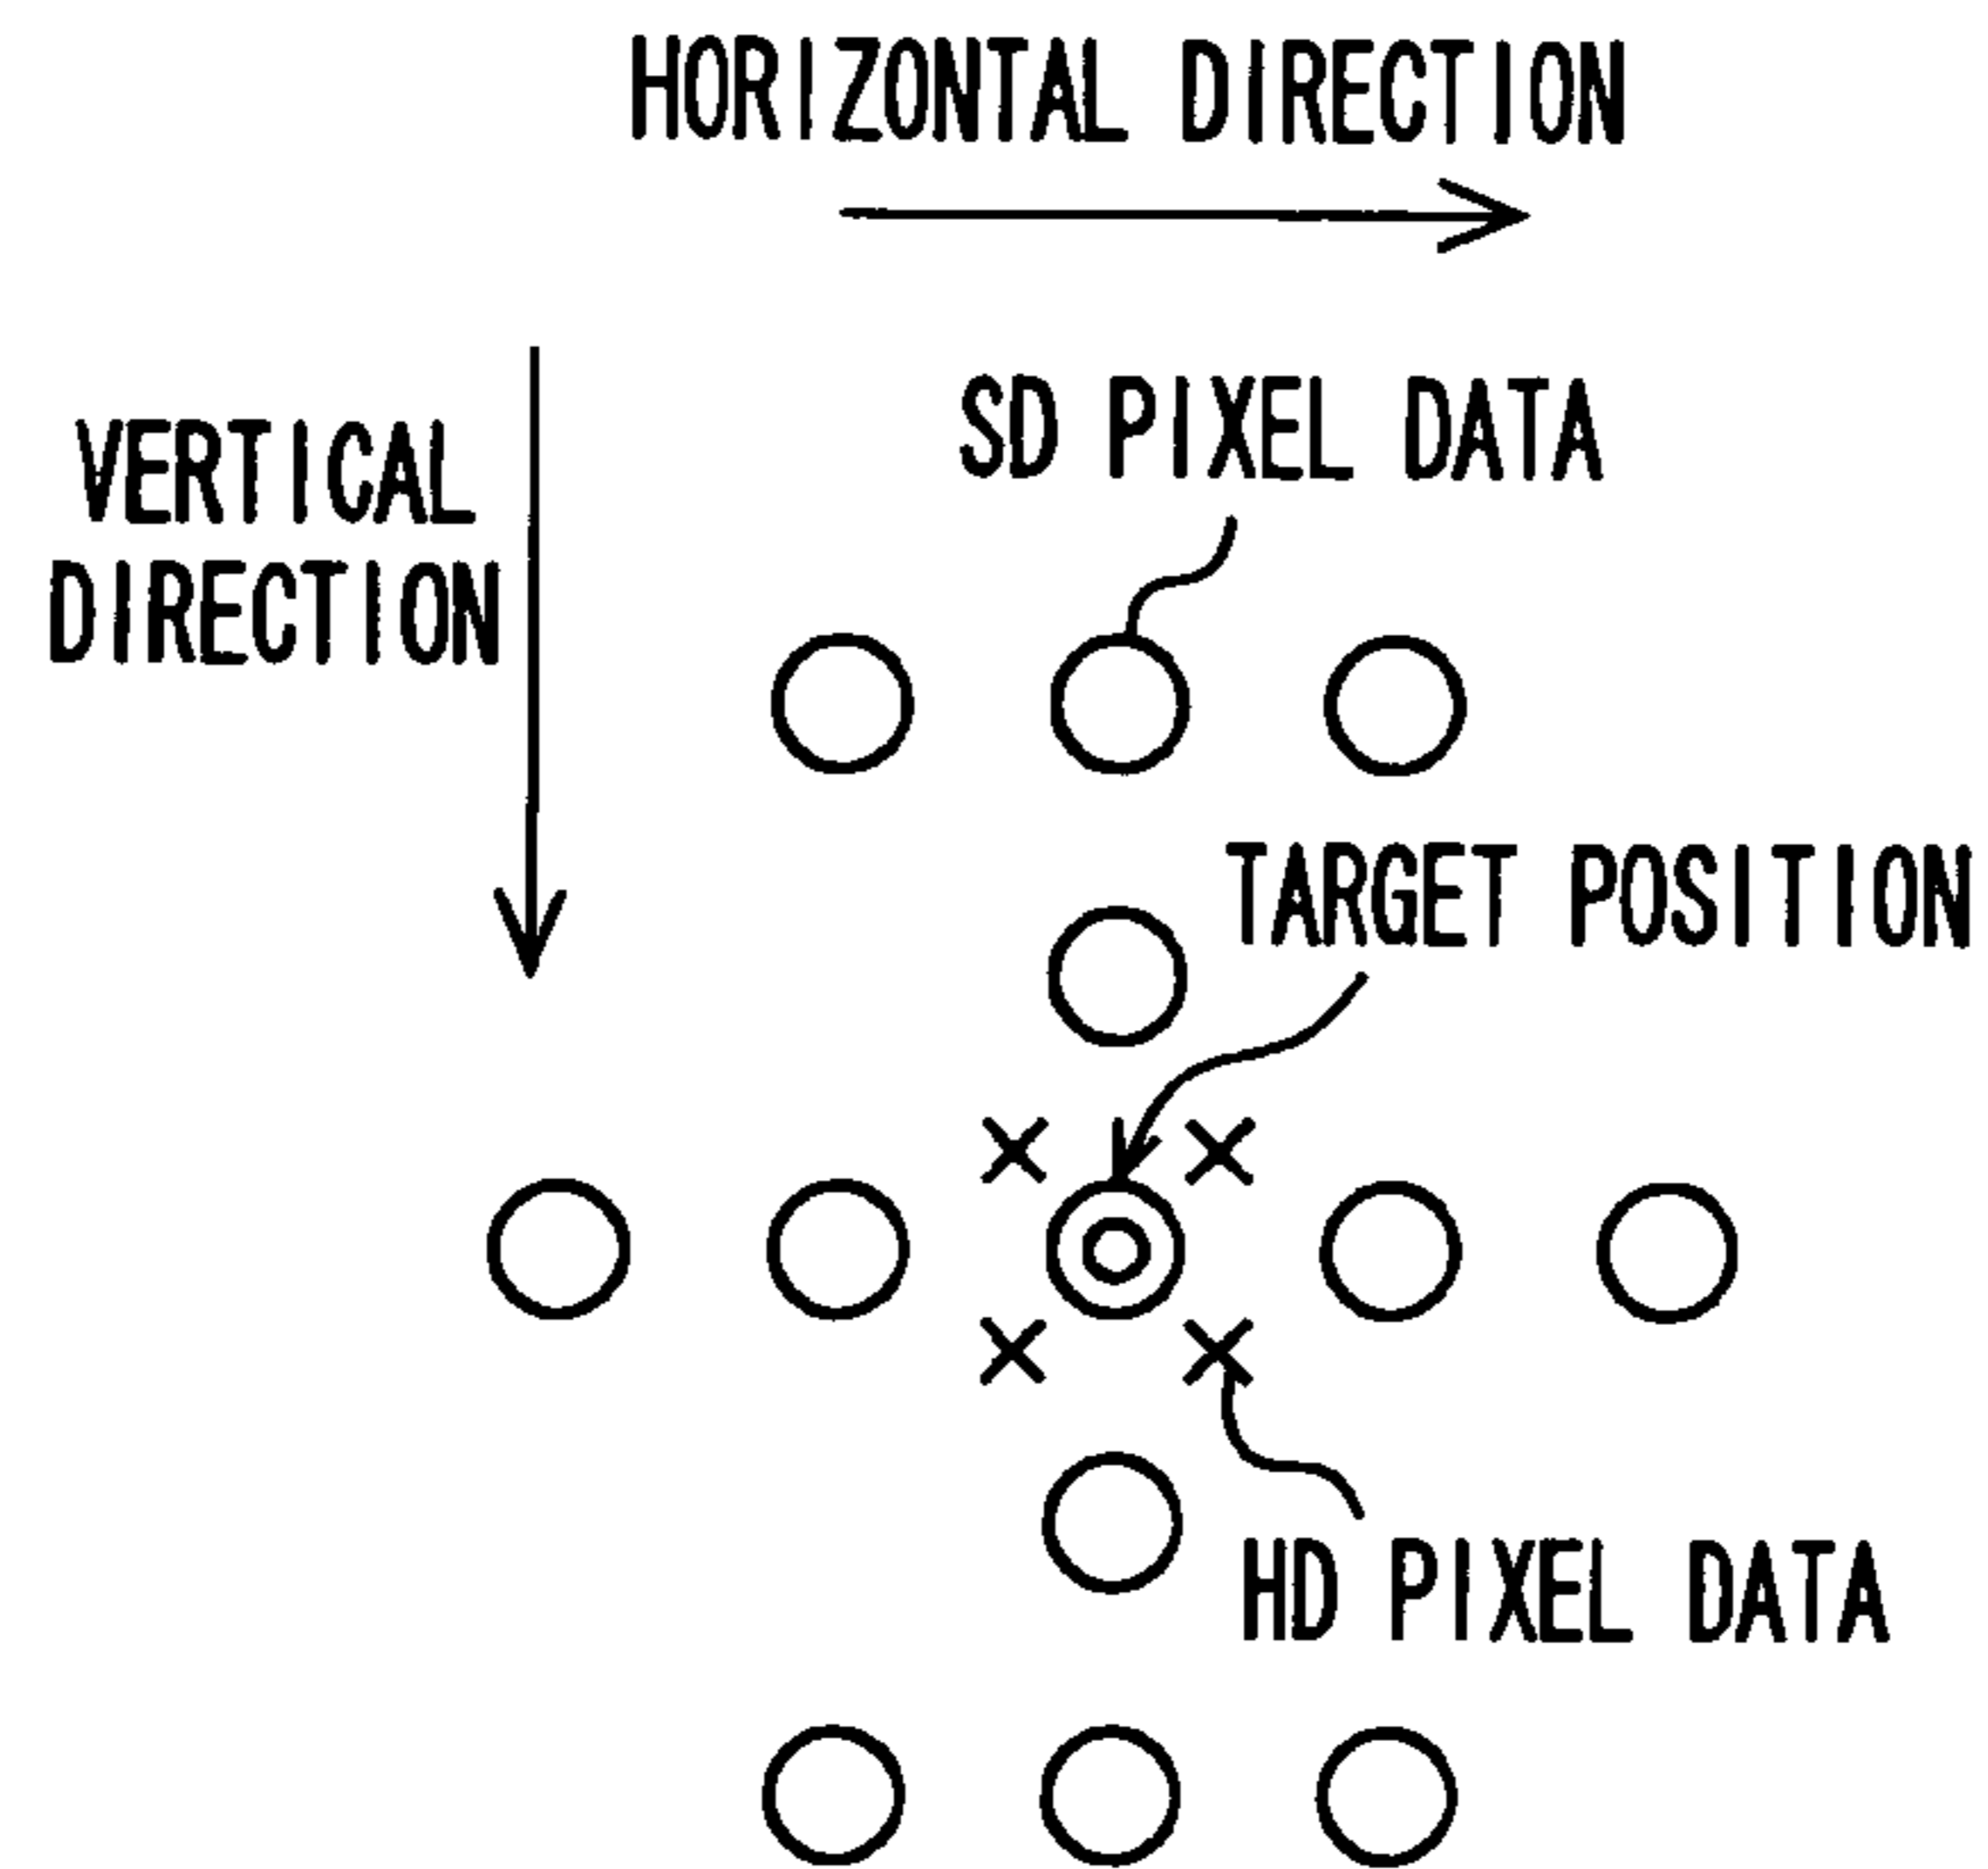 HORIZONTAL DIRECTION
SD PIXEL DATA
VERTICAL
DIRECTION
TARGET POSITION
HD PIXEL DATA